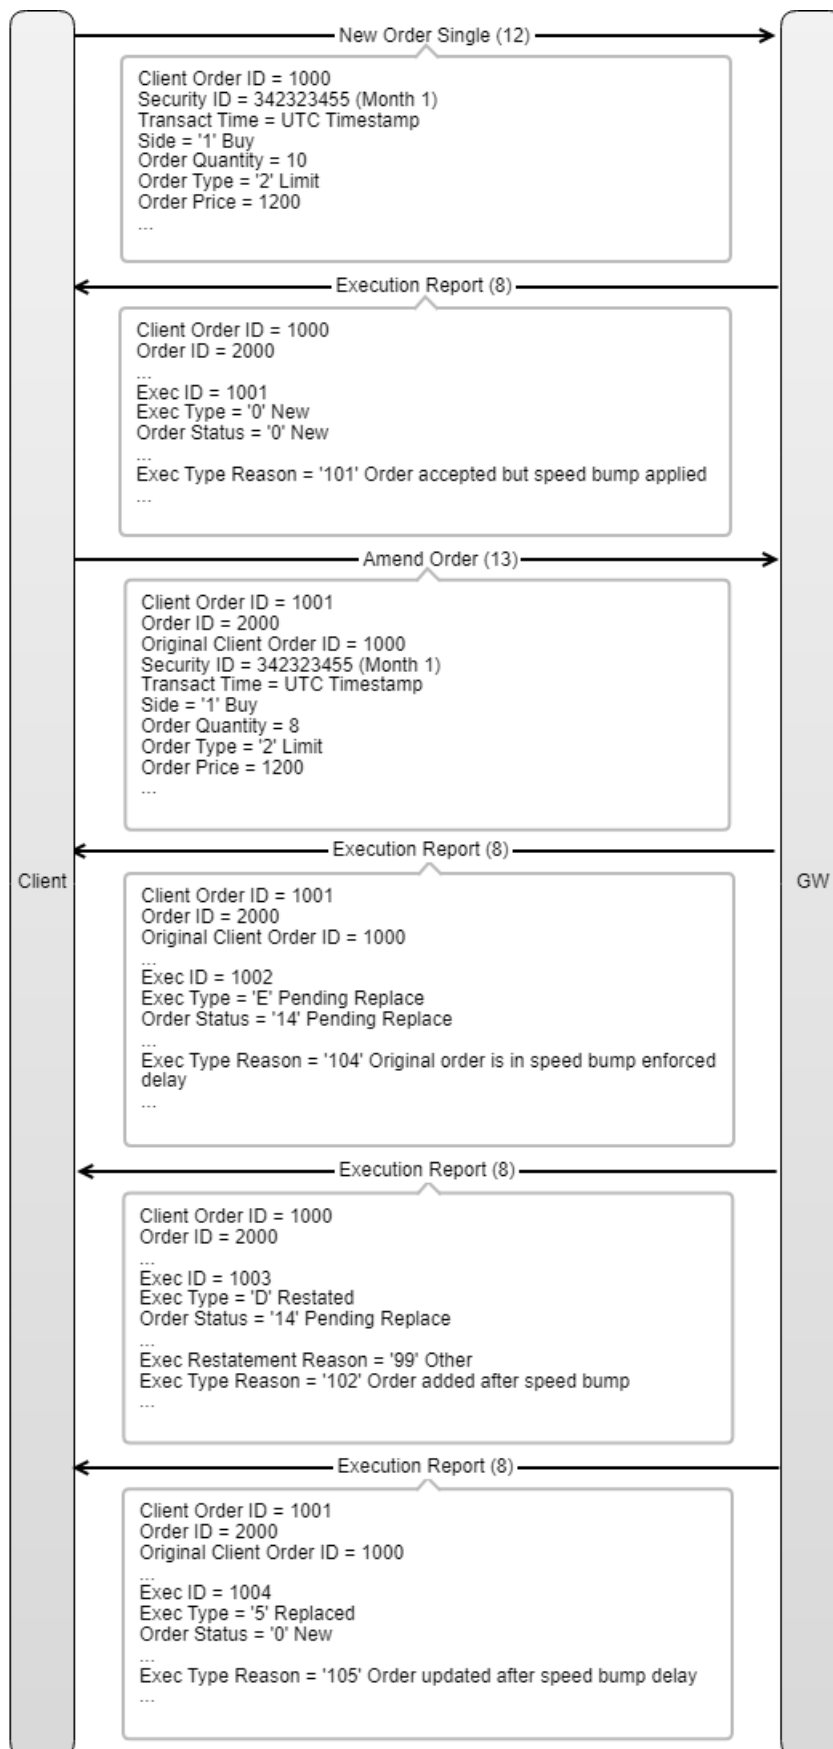 New Order Single (12)
Client Order ID = 1000
Security ID = 342323455 (Month 1)
Transact Time = UTC Timestamp
Side = '1' Buy
Order Quantity = 10
Order Type = '2' Limit
Order Price = 1200
...
Execution Report (8)
Client Order ID = 1000
Order ID = 2000
...
Exec ID = 1001
Exec Type = '0' New
Order Status = '0' New
...
Exec Type Reason = '101' Order accepted but speed bump applied
...
Amend Order (13)
Client Order ID = 1001
Order ID = 2000
Original Client Order ID = 1000
Security ID = 342323455 (Month 1)
Transact Time = UTC Timestamp
Side = '1' Buy
Order Quantity = 8
Order Type = '2' Limit
Order Price = 1200
...
Execution Report (8)
Client
GW
Client Order ID = 1001
Order ID = 2000
Original Client Order ID = 1000
...
Exec ID = 1002
Exec Type = 'E' Pending Replace
Order Status = '14' Pending Replace
...
Exec Type Reason = '104' Original order is in speed bump enforced
delay
...
Execution Report (8)
Client Order ID = 1000
Order ID = 2000
...
Exec ID = 1003
Exec Type = 'D' Restated
Order Status = '14' Pending Replace
...
Exec Restatement Reason = '99' Other
Exec Type Reason = '102' Order added after speed bump
...
Execution Report (8)
Client Order ID = 1001
Order ID = 2000
Original Client Order ID = 1000
...
Exec ID = 1004
Exec Type = '5' Replaced
Order Status = '0' New
...
Exec Type Reason = '105' Order updated after speed bump delay
...